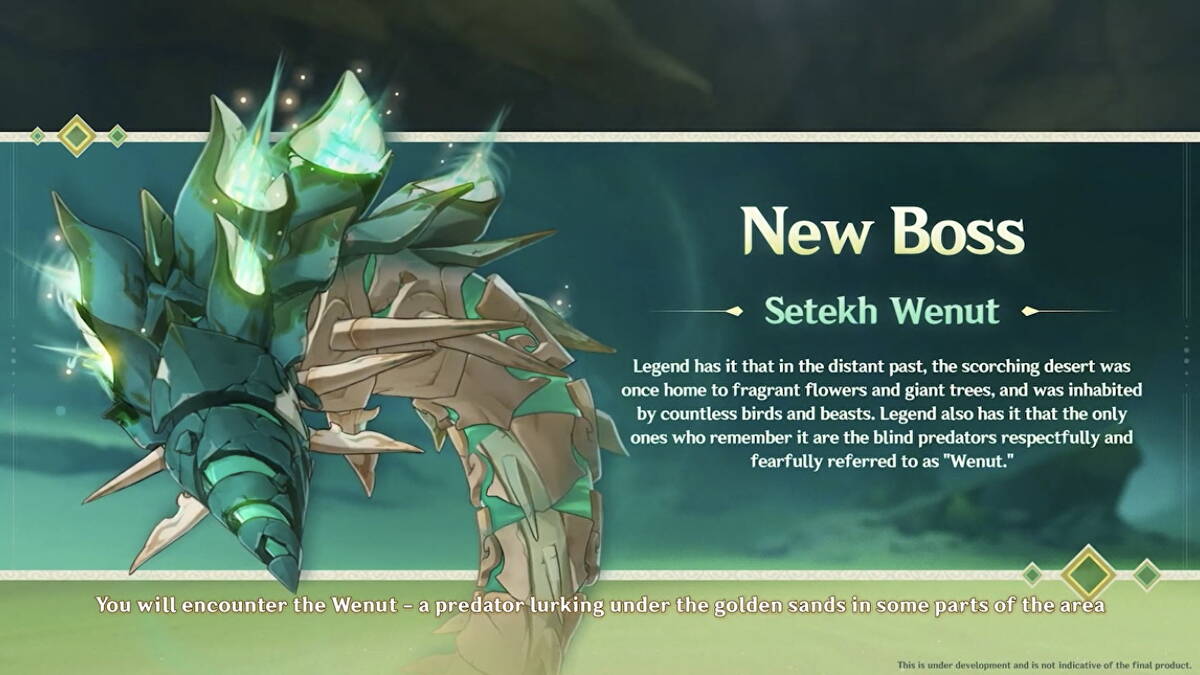 New Boss
Setekh Wenut
Legend has it that in the distant past, the scorching desert was
once home to fragrant flowers and giant trees, and was inhabited
by countless birds and beasts. Legend also has it that the only
ones who remember it are the blind predators respectfully and
fearfully referred to as "Wenut."
You will encounter the Wenut – a predator lurking under the golden sands in some parts of the area
This is under development and is not indicative of the final product.